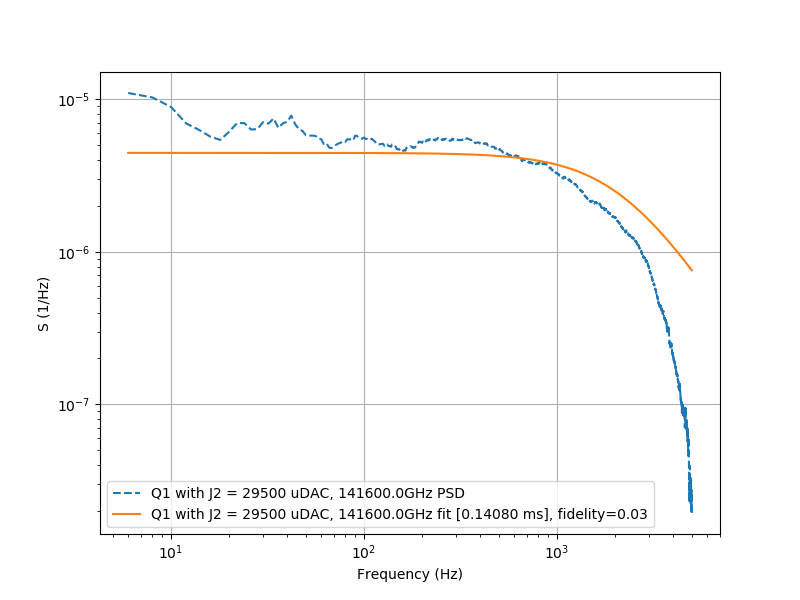 10⁻⁵
10⁻⁶
10⁻⁷
S (1/Hz)
Q1 with J2 = 29500 uDAC, 141600.0GHz PSD
Q1 with J2 = 29500 uDAC, 141600.0GHz fit [0.14080 ms], fidelity=0.03
10¹ 10² 10³
Frequency (Hz)